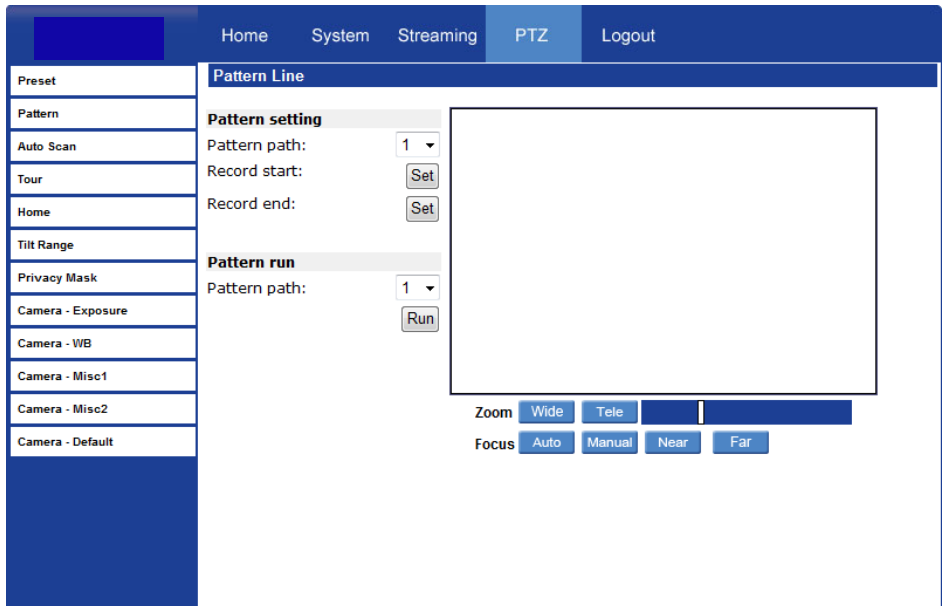 Home System Streaming PTZ Logout
Preset
Pattern
Auto Scan
Tour
Home
Tilt Range
Privacy Mask
Camera - Exposure
Camera - WB
Camera - Misc1
Camera - Misc2
Camera - Default
Pattern Line
Pattern setting
Pattern path: 1
Record start: Set
Record end: Set
Pattern run
Pattern path: 1
Run
Zoom Wide Tele
Focus Auto Manual Near Far